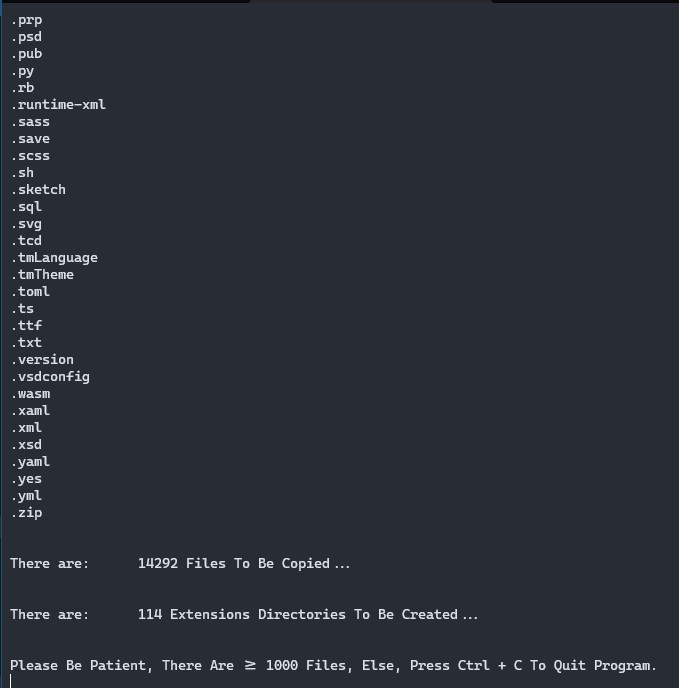 .prp
.psd
.pub
.py
.rb
.runtime-xml
.sass
.save
.scss
.sh
.sketch
.sql
.svg
.tcd
.tmLanguage
.tmTheme
.toml
.ts
.ttf
.txt
.version
.vsdconfig
.wasm
.xaml
.xml
.xsd
.yaml
.yes
.yml
.zip
There are: 14292 Files To Be Copied...
There are: 114 Extensions Directories To Be Created...
Please Be Patient, There Are ≥ 1000 Files, Else, Press Ctrl + C To Quit Program.